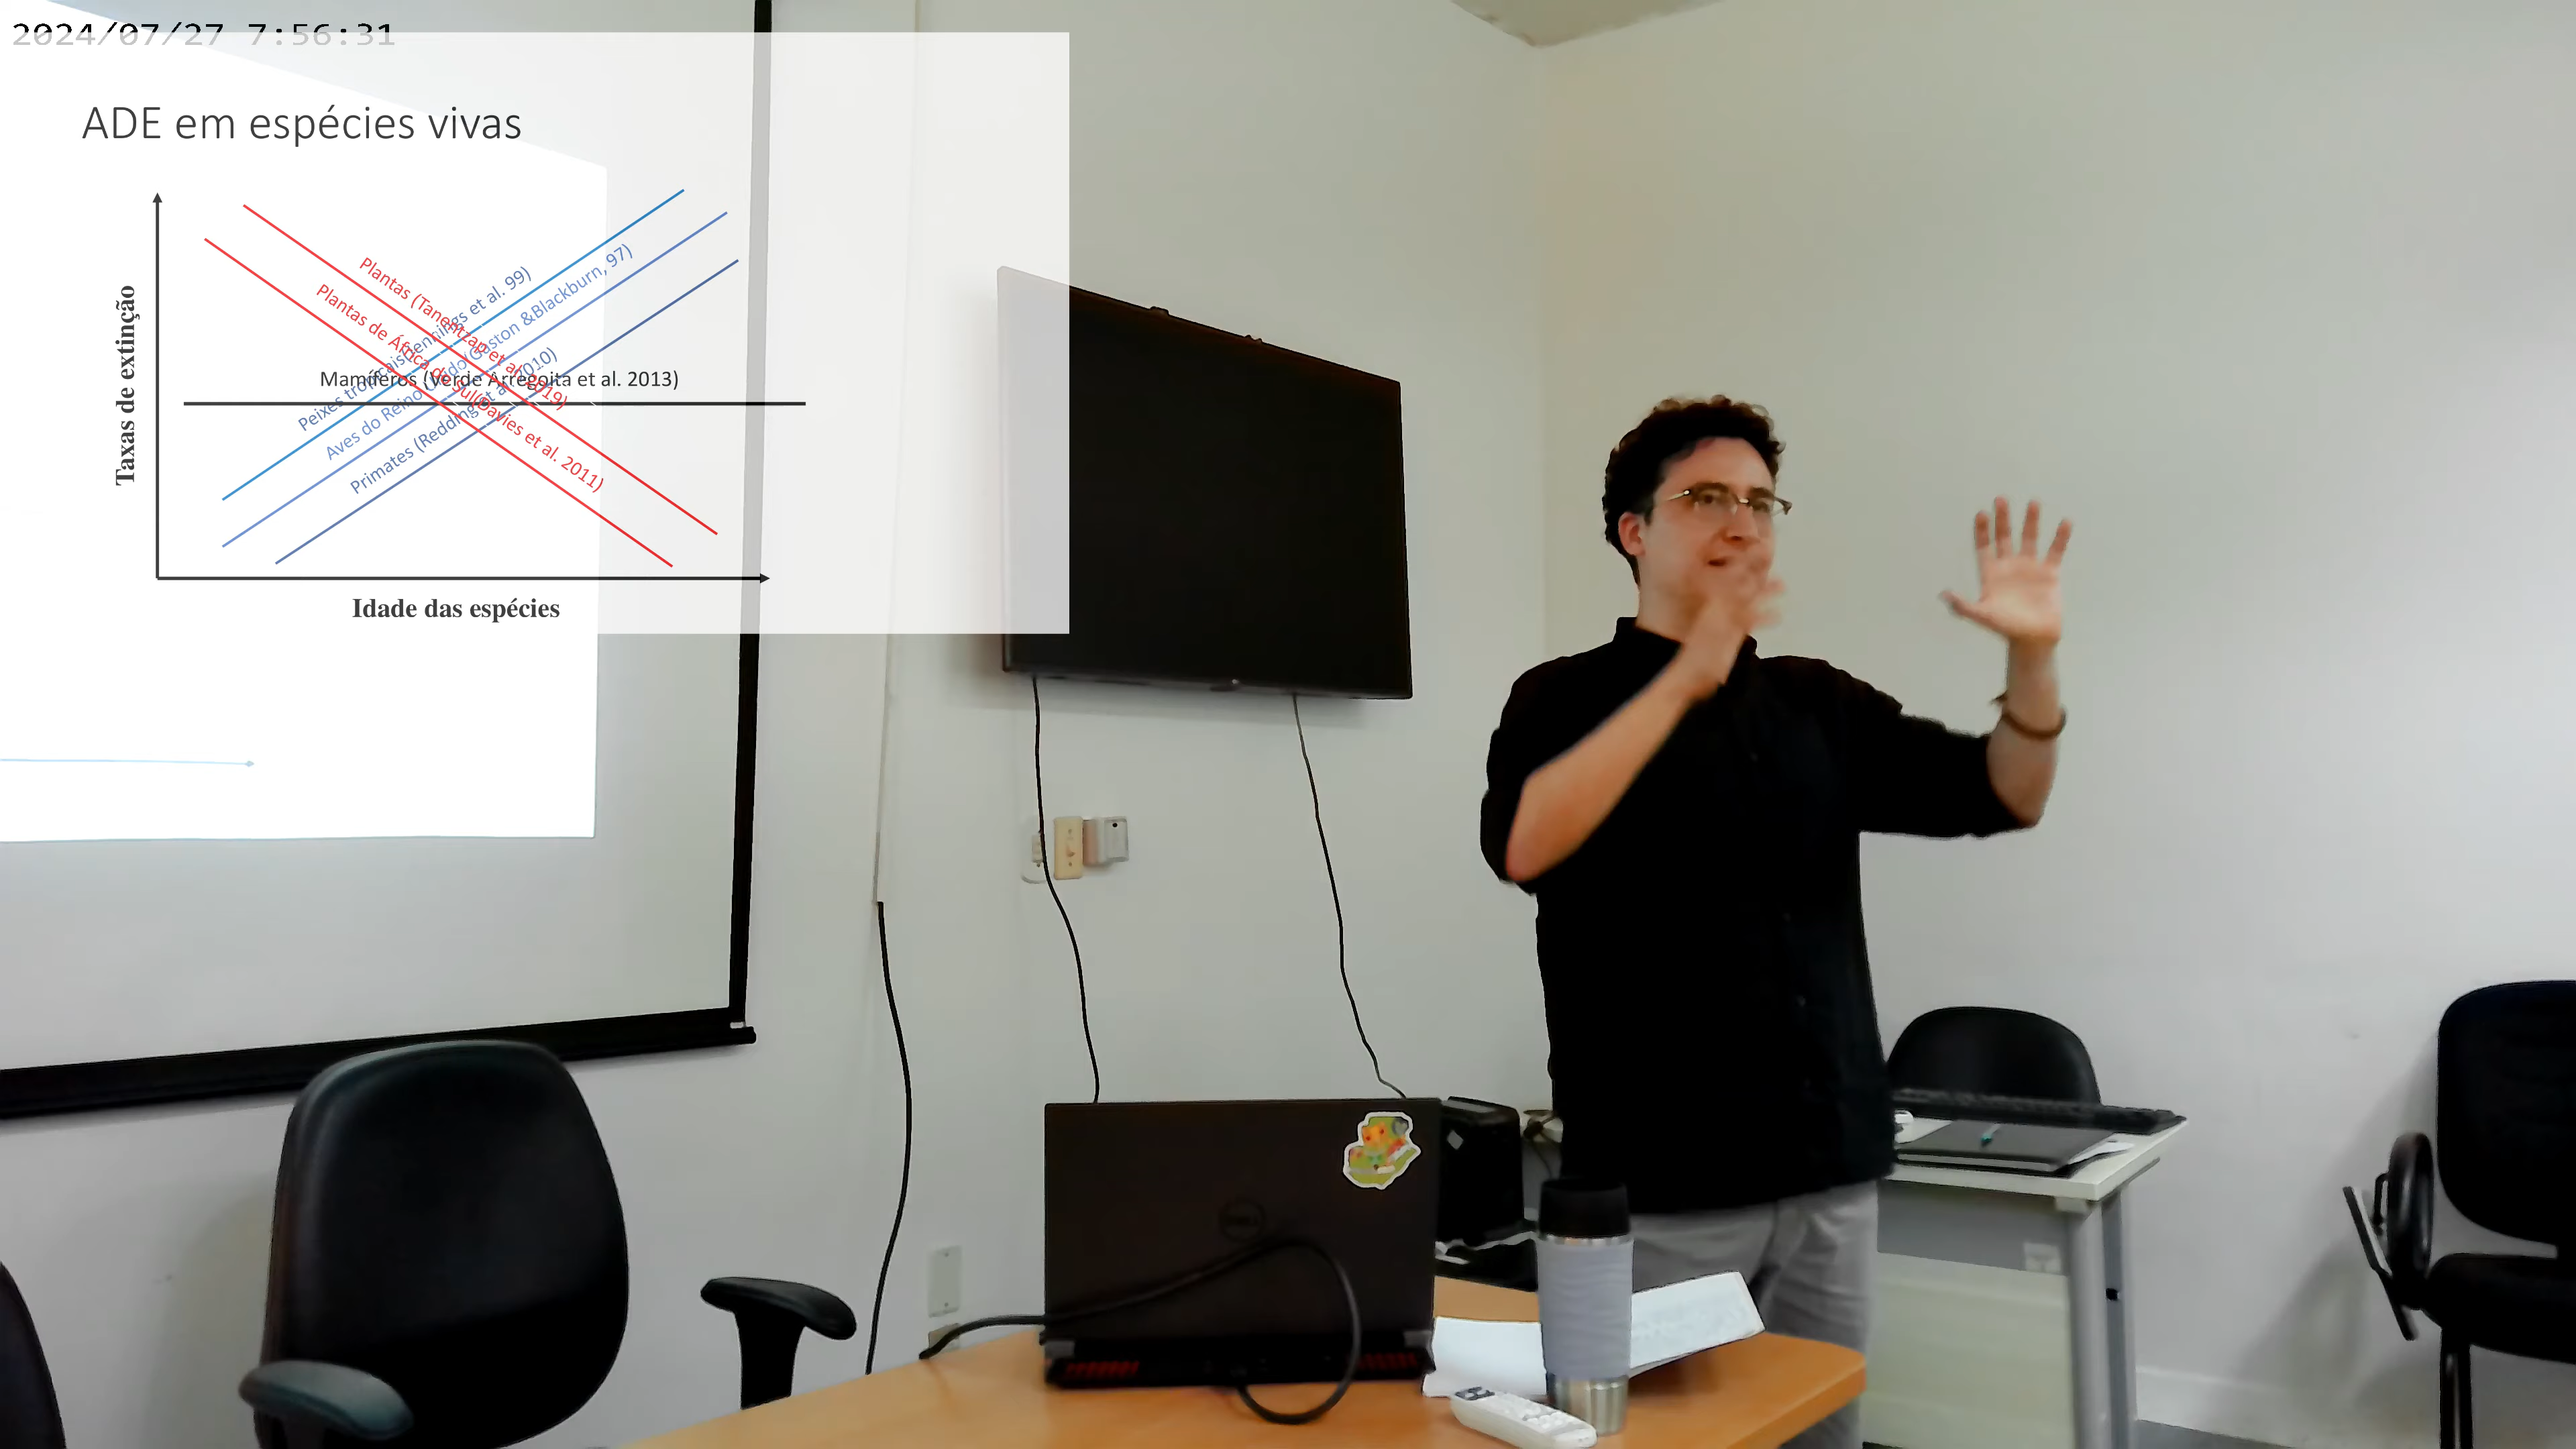 2024/07/27 7:56:31
ADE em espécies vivas
Taxas de extinção
Plantas (Tanentzap et al. 2019)
Plantas de África do Sul(Davies et al. 2011)
Peixes tropicais(Jennings et al. 99)
Aves do Reino Unido(Gaston &Blackburn, 97)
Primates (Redding et al. 2010)
Mamíferos (Verde Arregoita et al. 2013)
Idade das espécies
DELL